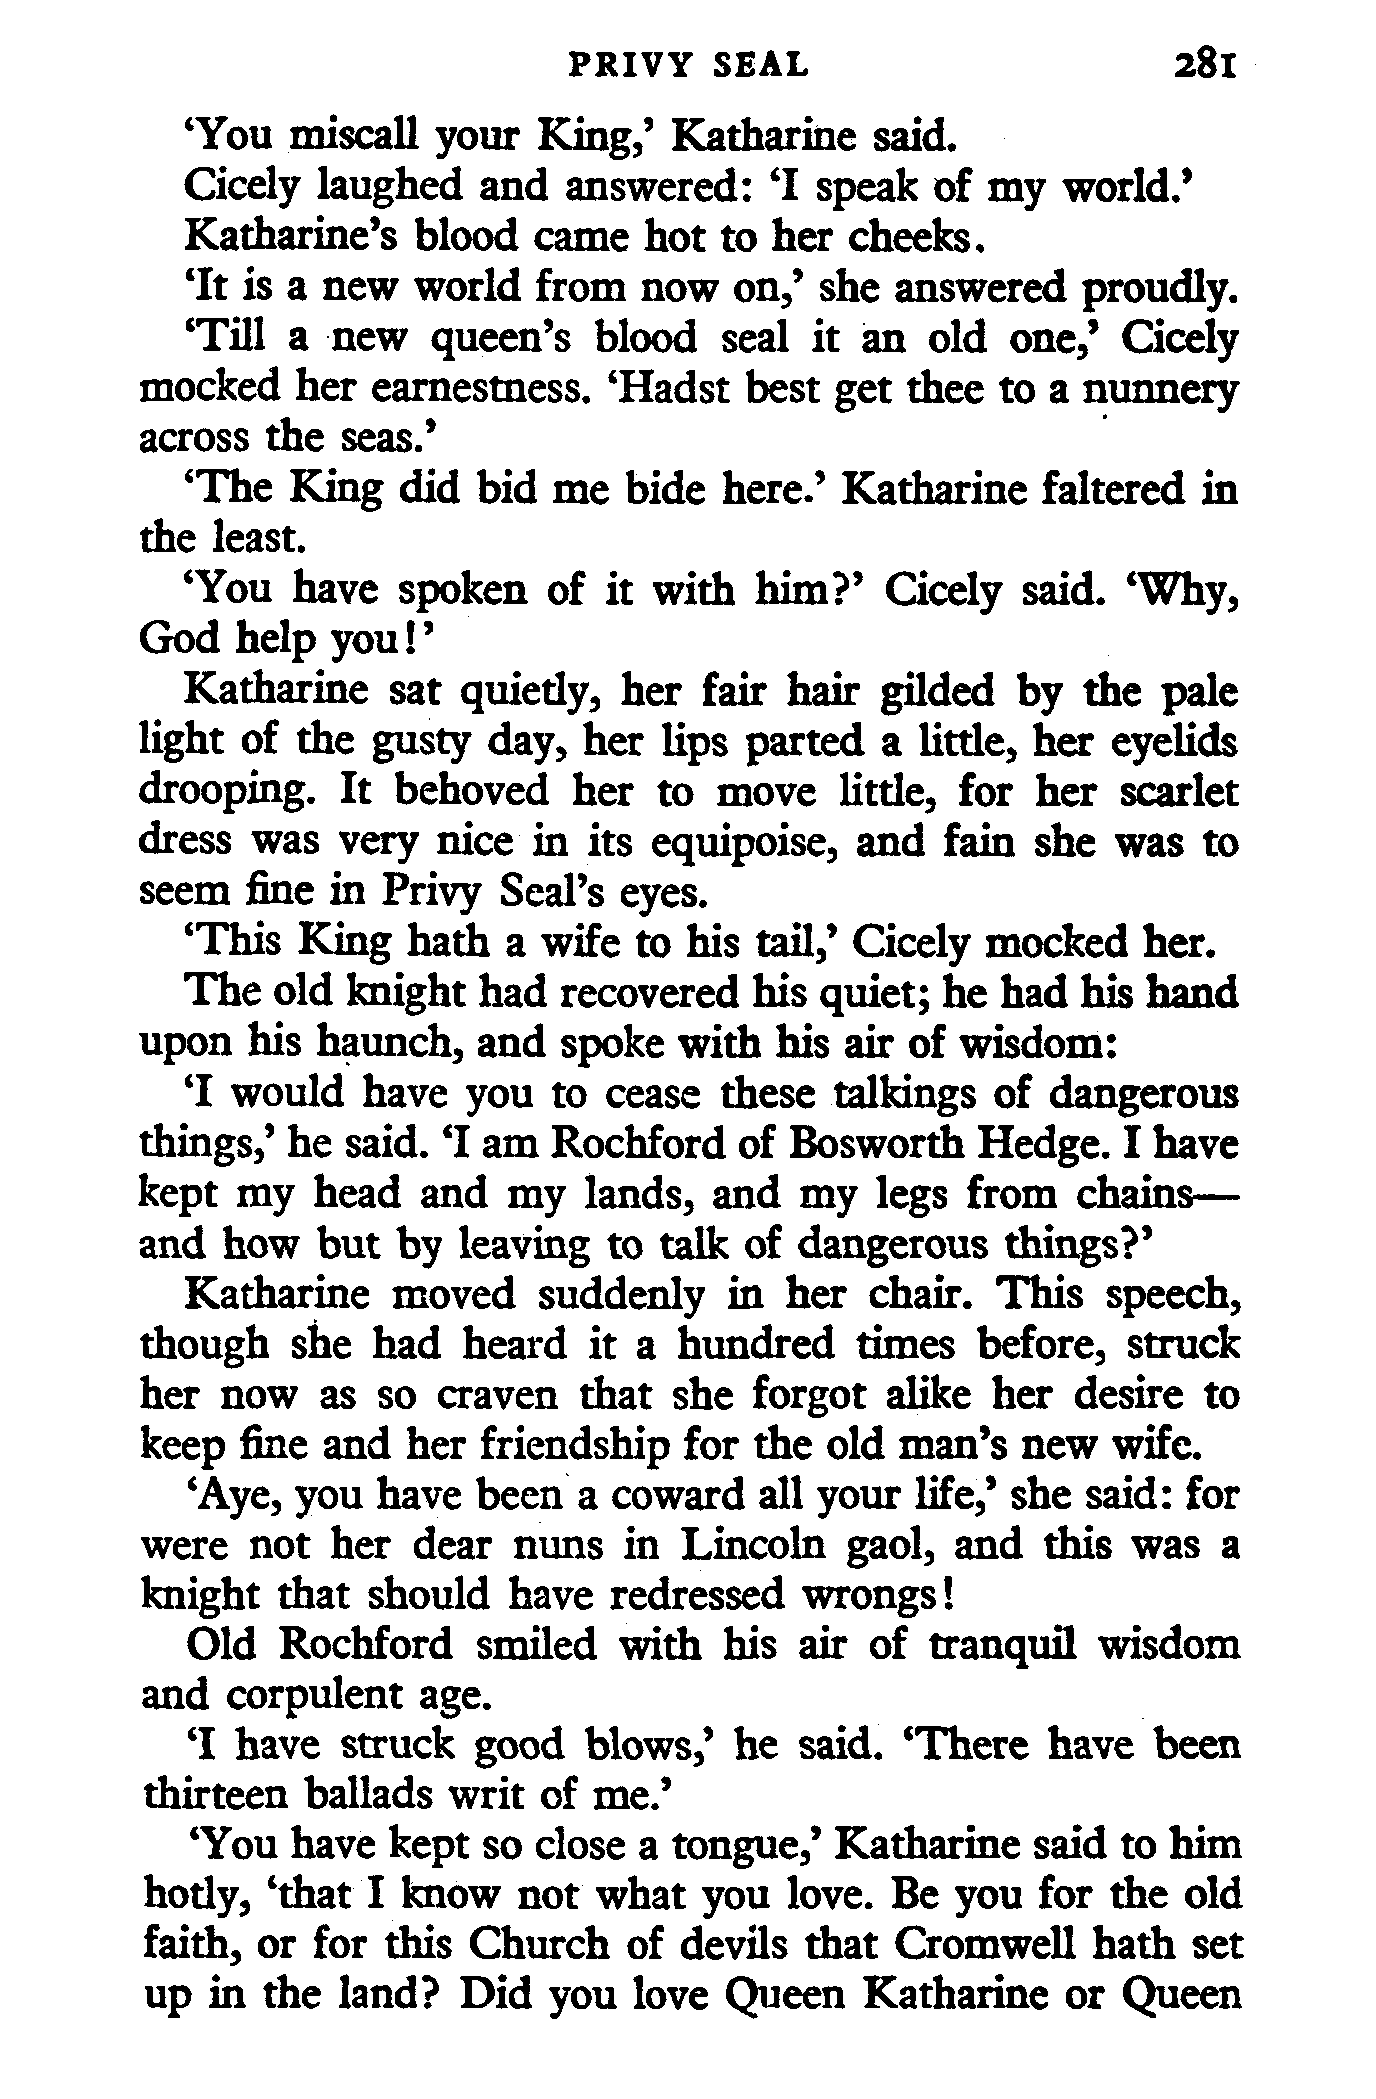 PRIVY SEAL 281
‘You miscall your King,’ Katharine said.
Cicely laughed and answered: ‘I speak of my world.’
Katharine’s blood came hot to her cheeks.
‘It is a new world from now on,’ she answered proudly.
‘Till a new queen’s blood seal it an old one,’ Cicely
mocked her earnestness. ‘Hadst best get thee to a nunnery
across the seas.’
‘The King did bid me bide here.’ Katharine faltered in
the least.
‘You have spoken of it with him?’ Cicely said. ‘Why,
God help you!’
Katharine sat quietly, her fair hair gilded by the pale
light of the gusty day, her lips parted a little, her eyelids
drooping. It behoved her to move little, for her scarlet
dress was very nice in its equipoise, and fain she was to
seem fine in Privy Seal’s eyes.
‘This King hath a wife to his tail,’ Cicely mocked her.
The old knight had recovered his quiet; he had his hand
upon his haunch, and spoke with his air of wisdom:
‘I would have you to cease these talkings of dangerous
things,’ he said. ‘I am Rochford of Bosworth Hedge. I have
kept my head and my lands, and my legs from chains—
and how but by leaving to talk of dangerous things?’
Katharine moved suddenly in her chair. This speech,
though she had heard it a hundred times before, struck
her now as so craven that she forgot alike her desire to
keep fine and her friendship for the old man’s new wife.
‘Aye, you have been a coward all your life,’ she said: for
were not her dear nuns in Lincoln gaol, and this was a
knight that should have redressed wrongs!
Old Rochford smiled with his air of tranquil wisdom
and corpulent age.
‘I have struck good blows,’ he said. ‘There have been
thirteen ballads writ of me.’
‘You have kept so close a tongue,’ Katharine said to him
hotly, ‘that I know not what you love. Be you for the old
faith, or for this Church of devils that Cromwell hath set
up in the land? Did you love Queen Katharine or Queen